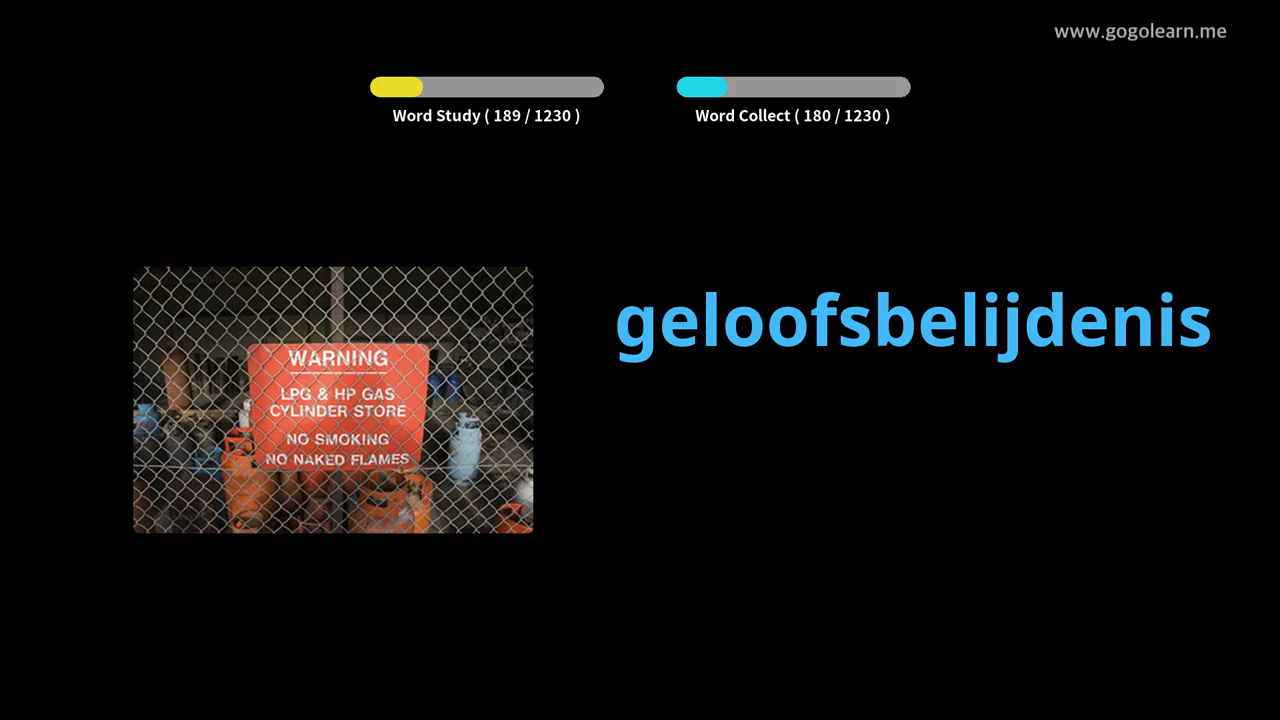 www.gogolearn.me
Word Study ( 189 / 1230 )
Word Collect ( 180 / 1230 )
geloofsbelijdenis
WARNING
LPG & HP GAS
CYLINDER STORE
NO SMOKING
NO NAKED FLAMES